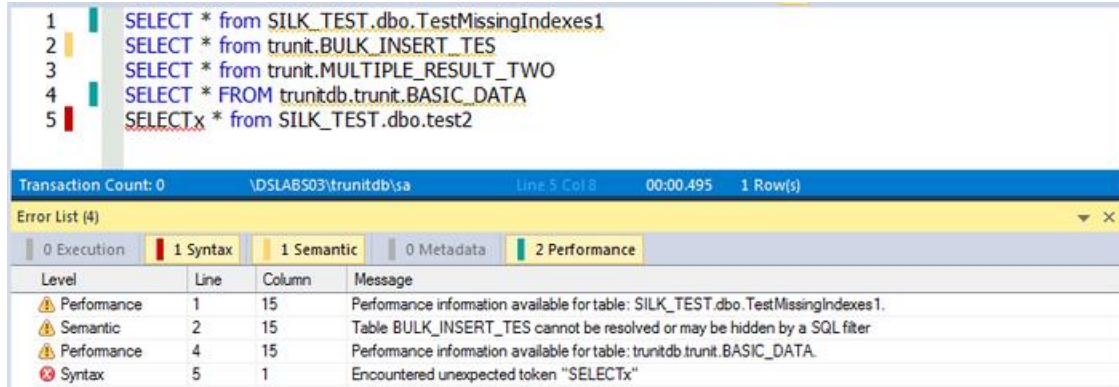 1 SELECT * from SILK_TEST.dbo.TestMissingIndexes1
2 SELECT * from trunit.BULK_INSERT_TES
3 SELECT * from trunit.MULTIPLE_RESULT_TWO
4 SELECT * FROM trunitdb.trunit.BASIC_DATA
5 SELECTx * from SILK_TEST.dbo.test2
Transaction Count: 0 \DSLABS03\trunitdb\sa Line 5 Col 8 00:00.495 1 Row(s)
Error List (4)
0 Execution 1 Syntax 1 Semantic 0 Metadata 2 Performance
Level Line Column Message
Performance 1 15 Performance information available for table: SILK_TEST.dbo.TestMissingIndexes1.
Semantic 2 15 Table BULK_INSERT_TES cannot be resolved or may be hidden by a SQL filter
Performance 4 15 Performance information available for table: trunitdb.trunit.BASIC_DATA.
Syntax 5 1 Encountered unexpected token "SELECTx"